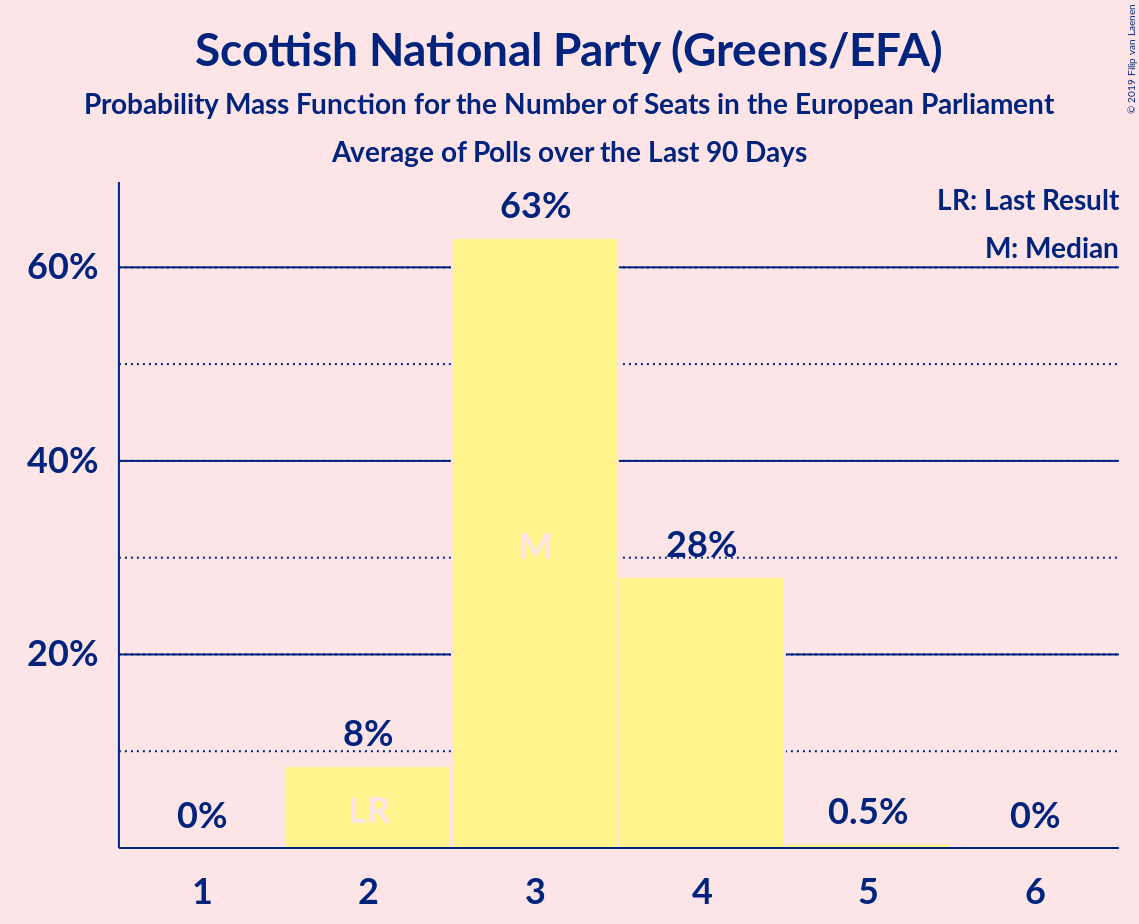 Scottish National Party (Greens/EFA)
Probability Mass Function for the Number of Seats in the European Parliament
Average of Polls over the Last 90 Days
© 2019 Filip van Laenen
LR: Last Result
M: Median
63%
60%
40%
M
28%
20%
8%
LR
0%
0.5%
0%
1 2 3 4 5 6